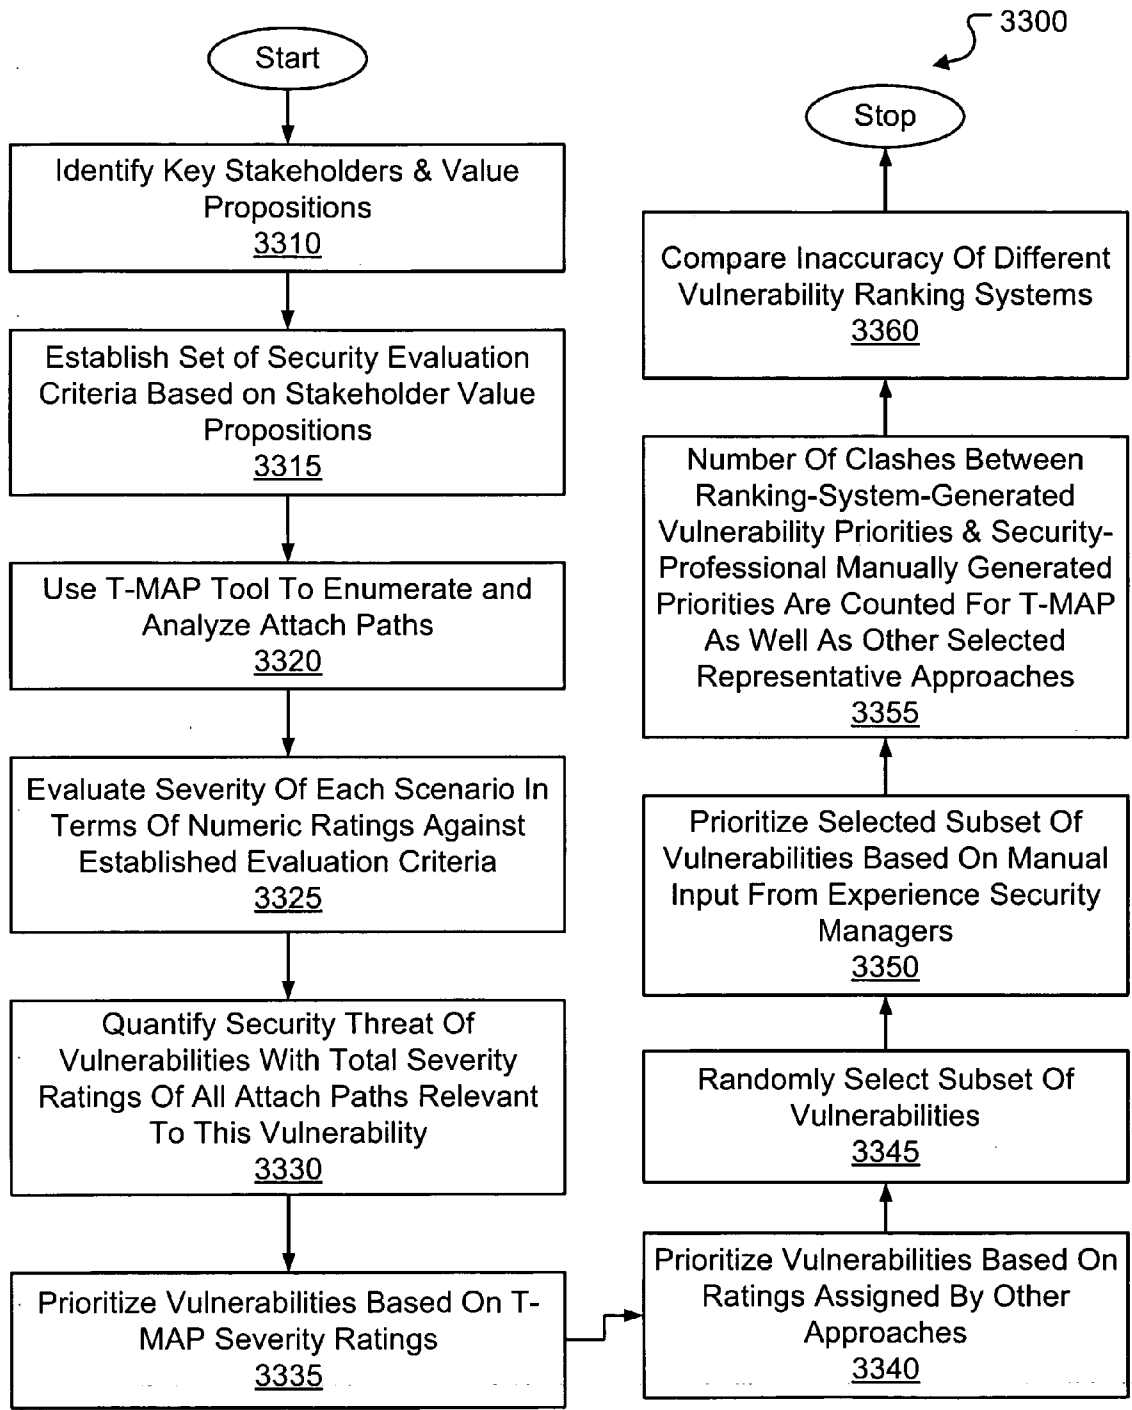 Start
Identify Key Stakeholders & Value
Propositions
3310
Establish Set of Security Evaluation
Criteria Based on Stakeholder Value
Propositions
3315
Use T-MAP Tool To Enumerate and
Analyze Attach Paths
3320
Evaluate Severity Of Each Scenario In
Terms Of Numeric Ratings Against
Established Evaluation Criteria
3325
Quantify Security Threat Of
Vulnerabilities With Total Severity
Ratings Of All Attach Paths Relevant
To This Vulnerability
3330
Prioritize Vulnerabilities Based On T-
MAP Severity Ratings
3335
Prioritize Vulnerabilities Based On
Ratings Assigned By Other
Approaches
3340
Randomly Select Subset Of
Vulnerabilities
3345
Prioritize Selected Subset Of
Vulnerabilities Based On Manual
Input From Experience Security
Managers
3350
Number Of Clashes Between
Ranking-System-Generated
Vulnerability Priorities & Security-
Professional Manually Generated
Priorities Are Counted For T-MAP
As Well As Other Selected
Representative Approaches
3355
Compare Inaccuracy Of Different
Vulnerability Ranking Systems
3360
Stop
3300